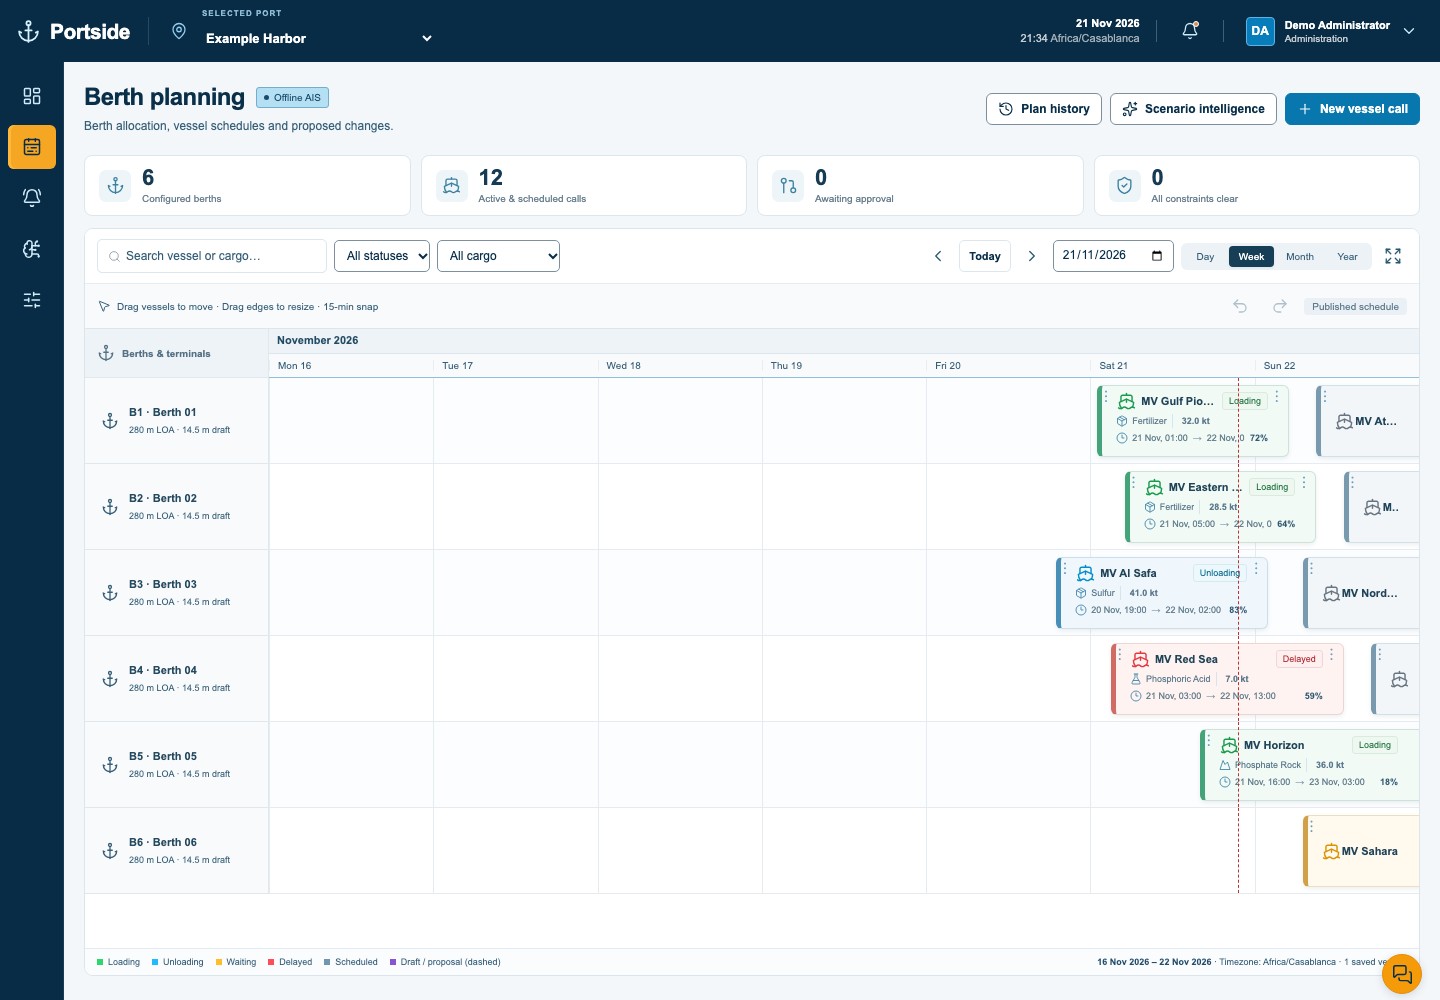 Portside
SELECTED PORT
Example Harbor
21 Nov 2026
21:34 Africa/Casablanca
DA
Demo Administrator
Administration
Berth planning
Offline AIS
Berth allocation, vessel schedules and proposed changes.
Plan history
Scenario intelligence
New vessel call
6
Configured berths
12
Active & scheduled calls
0
Awaiting approval
0
All constraints clear
Search vessel or cargo…
All statuses
All cargo
Today
21/11/2026
Day
Week
Month
Year
Drag vessels to move · Drag edges to resize · 15-min snap
Published schedule
Berths & terminals
November 2026
Mon 16
Tue 17
Wed 18
Thu 19
Fri 20
Sat 21
Sun 22
B1 · Berth 01
280 m LOA · 14.5 m draft
MV Gulf Pio…
Loading
Fertilizer
32.0 kt
21 Nov, 01:00 → 22 Nov, 0
72%
MV At…
B2 · Berth 02
280 m LOA · 14.5 m draft
MV Eastern …
Loading
Fertilizer
28.5 kt
21 Nov, 05:00 → 22 Nov, 0
64%
M..
B3 · Berth 03
280 m LOA · 14.5 m draft
MV Al Safa
Unloading
Sulfur
41.0 kt
20 Nov, 19:00 → 22 Nov, 02:00
83%
MV Nord…
B4 · Berth 04
280 m LOA · 14.5 m draft
MV Red Sea
Delayed
Phosphoric Acid
7.0 kt
21 Nov, 03:00 → 22 Nov, 13:00
59%
B5 · Berth 05
280 m LOA · 14.5 m draft
MV Horizon
Loading
Phosphate Rock
36.0 kt
21 Nov, 16:00 → 23 Nov, 03:00
18%
B6 · Berth 06
280 m LOA · 14.5 m draft
MV Sahara
Loading
Unloading
Waiting
Delayed
Scheduled
Draft / proposal (dashed)
16 Nov 2026 – 22 Nov 2026 · Timezone: Africa/Casablanca · 1 saved